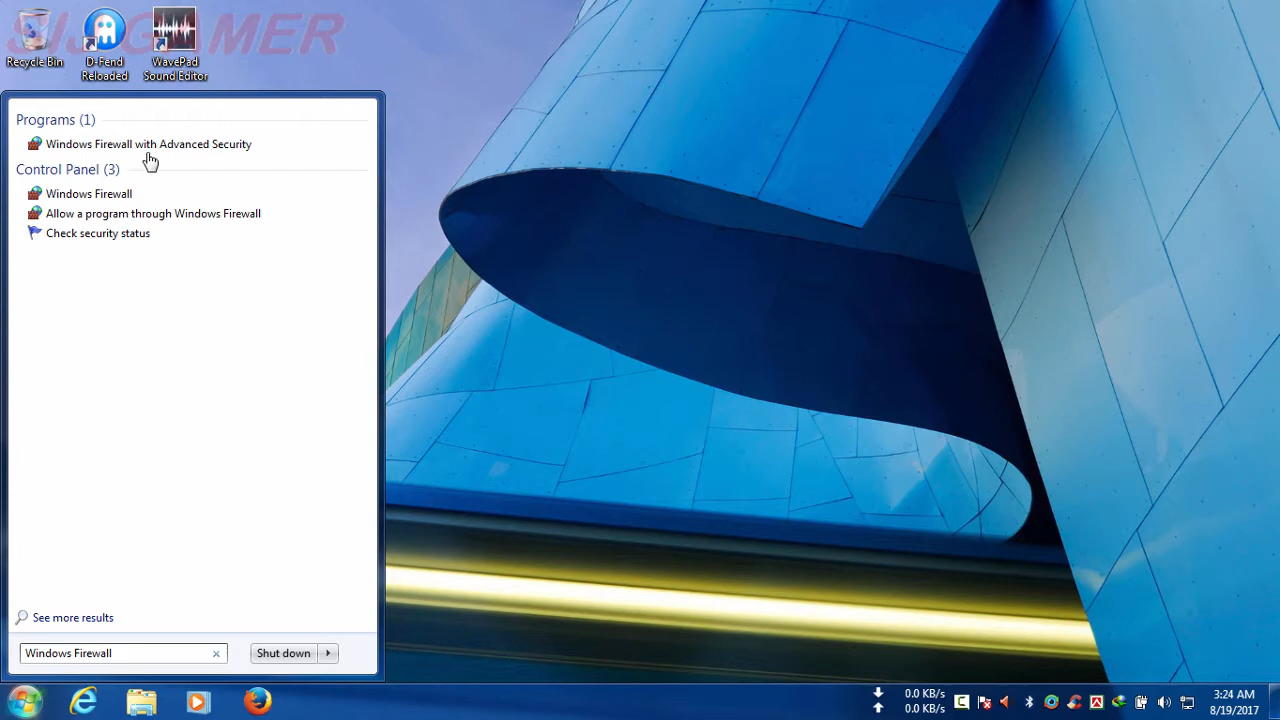 SJSGAMER
Recycle Bin
D-Fend
Reloaded
WavePad
Sound Editor
Programs (1)
Windows Firewall with Advanced Security
Control Panel (3)
Windows Firewall
Allow a program through Windows Firewall
Check security status
See more results
Windows Firewall
Shut down
0.0 KB/s
0.0 KB/s
3:24 AM
8/19/2017